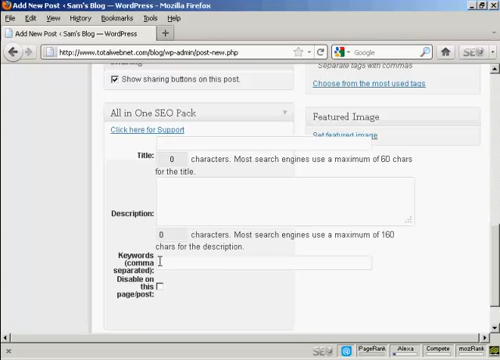 Add New Post ‹ Sam's Blog — WordPress - Mozilla Firefox
File Edit View History Bookmarks Tools Help
Add New Post ‹ Sam's Blog — WordPress
http://www.totalwebnet.com/blog/wp-admin/post-new.php
Google
Separate tags with commas
Show sharing buttons on this post.
Choose from the most used tags
All in One SEO Pack
Featured Image
Click here for Support
Set featured image
Title:
0 characters. Most search engines use a maximum of 60 chars
for the title.
Description:
0 characters. Most search engines use a maximum of 160
chars for the description.
Keywords
(comma
separated):
Disable on
this
page/post:
PageRank
Alexa
Compete
mozRank